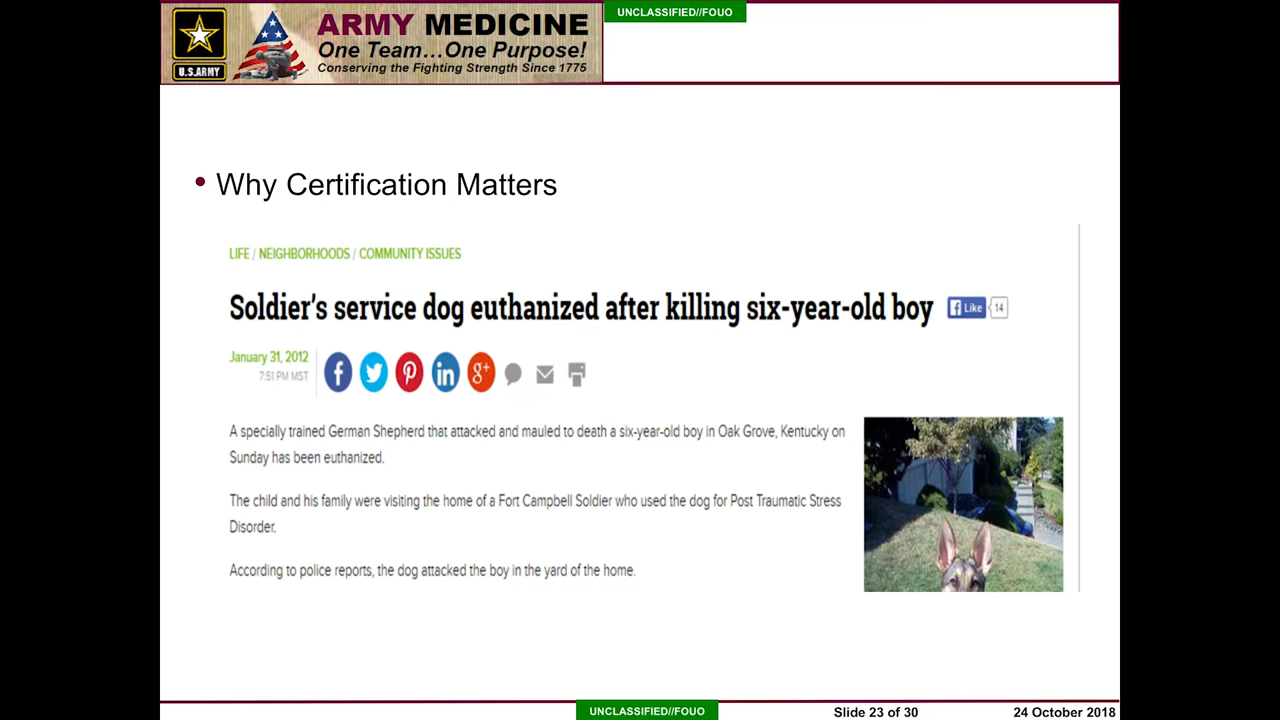 U.S.ARMY
ARMY MEDICINE
One Team…One Purpose!
Conserving the Fighting Strength Since 1775
UNCLASSIFIED//FOUO
• Why Certification Matters
LIFE / NEIGHBORHOODS / COMMUNITY ISSUES
Soldier's service dog euthanized after killing six-year-old boy
Like 14
January 31, 2012
7:51 PM MST
A specially trained German Shepherd that attacked and mauled to death a six-year-old boy in Oak Grove, Kentucky on
Sunday has been euthanized.
The child and his family were visiting the home of a Fort Campbell Soldier who used the dog for Post Traumatic Stress
Disorder.
According to police reports, the dog attacked the boy in the yard of the home.
UNCLASSIFIED//FOUO
Slide 23 of 30
24 October 2018